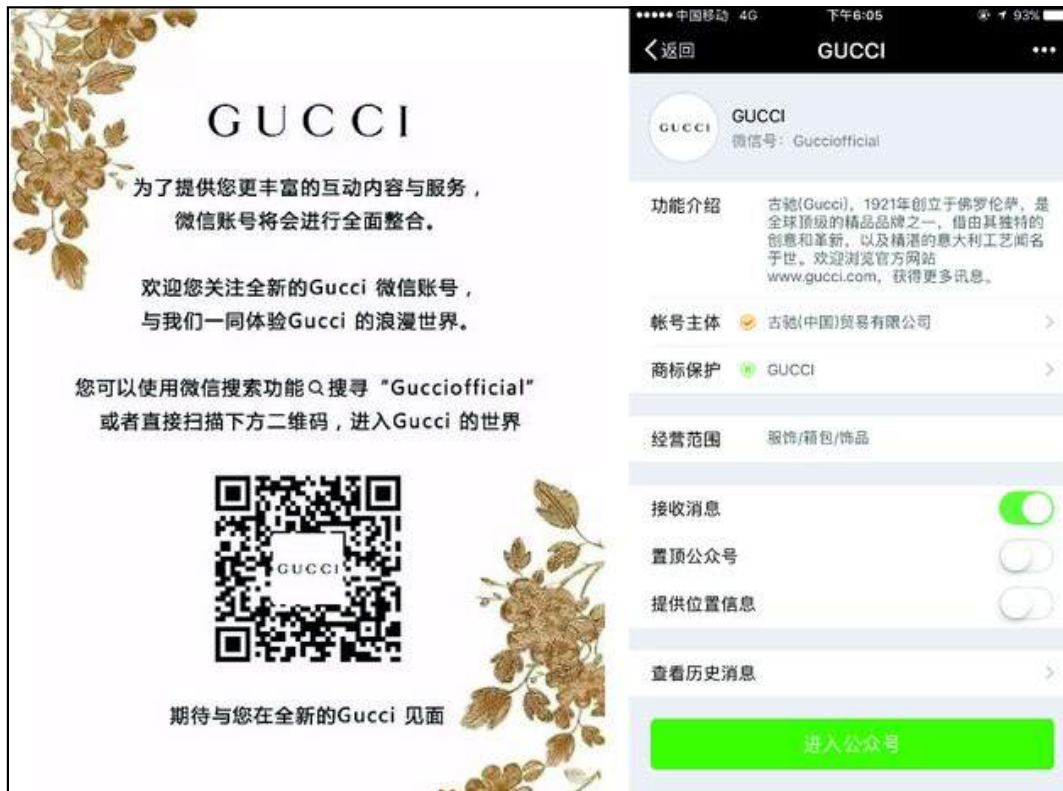 GUCCI
为了提供您更丰富的互动内容与服务，
微信账号将会进行全面整合。
欢迎您关注全新的Gucci 微信账号，
与我们一同体验Gucci 的浪漫世界。
您可以使用微信搜索功能搜寻“Gucciofficial”
或者直接扫描下方二维码，进入Gucci 的世界
GUCCI
期待与您在全新的Gucci 见面
中国移动 4G 下午6:05 93%
返回 GUCCI
GUCCI
GUCCI
微信号： Gucciofficial
功能介绍 古驰(Gucci)，1921年创立于佛罗伦萨，是
全球顶级的精品品牌之一，借由其独特的
创意和革新，以及精湛的意大利工艺闻名
于世。欢迎浏览官方网站
www.gucci.com，获得更多讯息。
帐号主体 古驰(中国)贸易有限公司
商标保护 GUCCI
经营范围 服饰/箱包/饰品
接收消息
置顶公众号
提供位置信息
查看历史消息
进入公众号